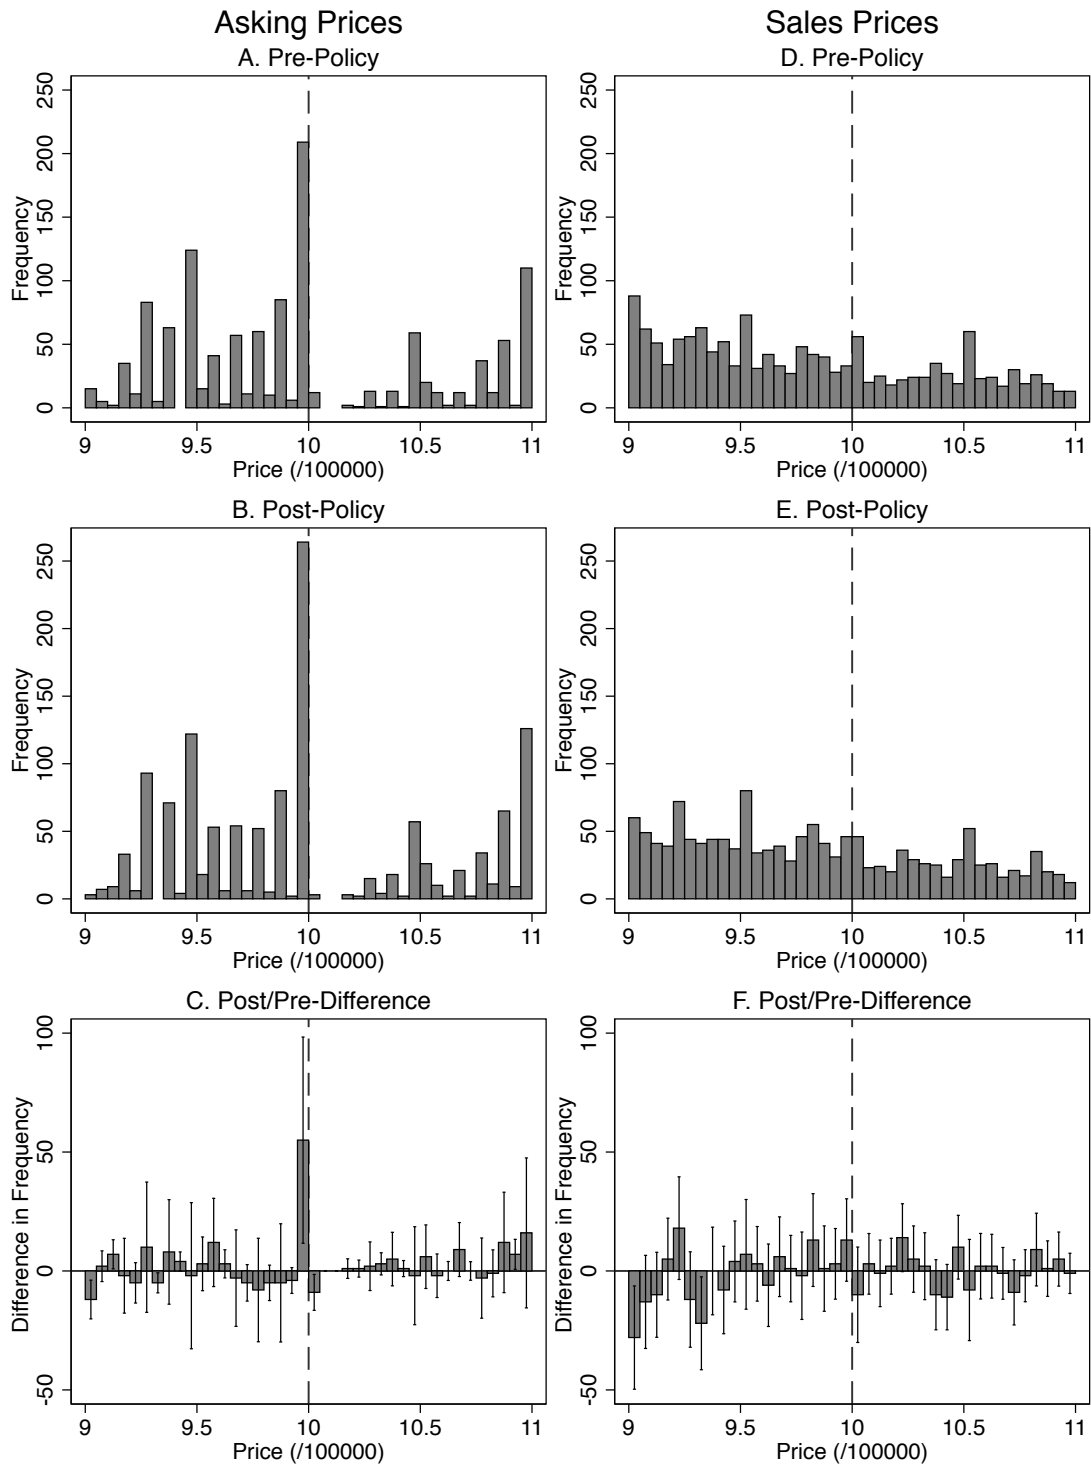 Asking Prices
A. Pre-Policy
Frequency
250
200
150
100
50
0
9 9.5 10 10.5 11
Price (/100000)
Sales Prices
D. Pre-Policy
Frequency
250
200
150
100
50
0
9 9.5 10 10.5 11
Price (/100000)
B. Post-Policy
Frequency
250
200
150
100
50
0
9 9.5 10 10.5 11
Price (/100000)
E. Post-Policy
Frequency
250
200
150
100
50
0
9 9.5 10 10.5 11
Price (/100000)
C. Post/Pre-Difference
Difference in Frequency
100
50
0
-50
9 9.5 10 10.5 11
Price (/100000)
F. Post/Pre-Difference
Difference in Frequency
100
50
0
-50
9 9.5 10 10.5 11
Price (/100000)